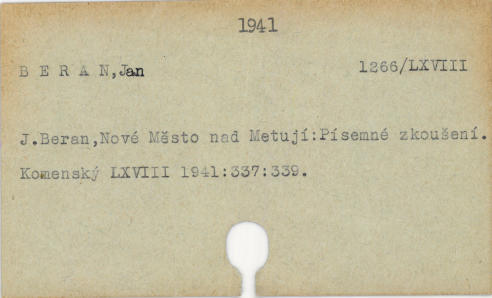 1941
B E R A N,Jan 1266/LXVIII
J.Beran,Nové Město nad Metují:Písemné zkoušení.
Komenský LXVIII 1941:337:339.